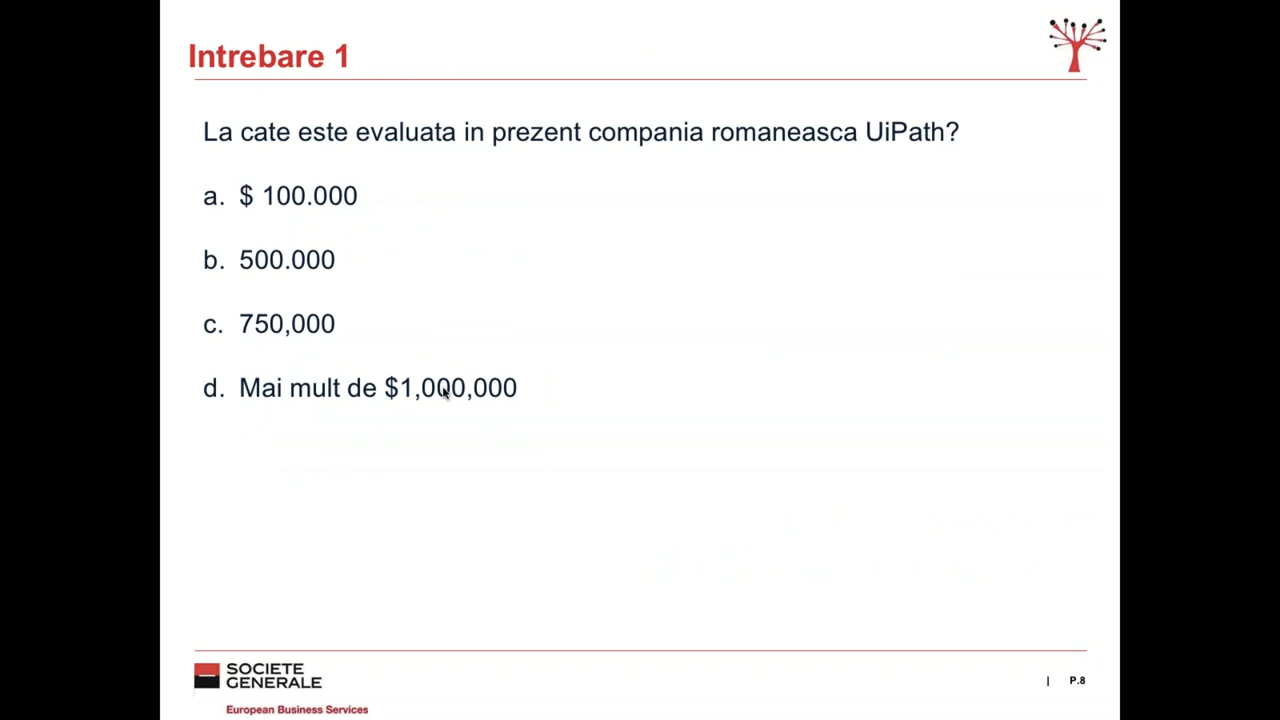 Intrebare 1
La cate este evaluata in prezent compania romaneasca UiPath?
a. $ 100.000
b. 500.000
c. 750,000
d. Mai mult de $1,000,000
SOCIETE
GENERALE
European Business Services
| P.8